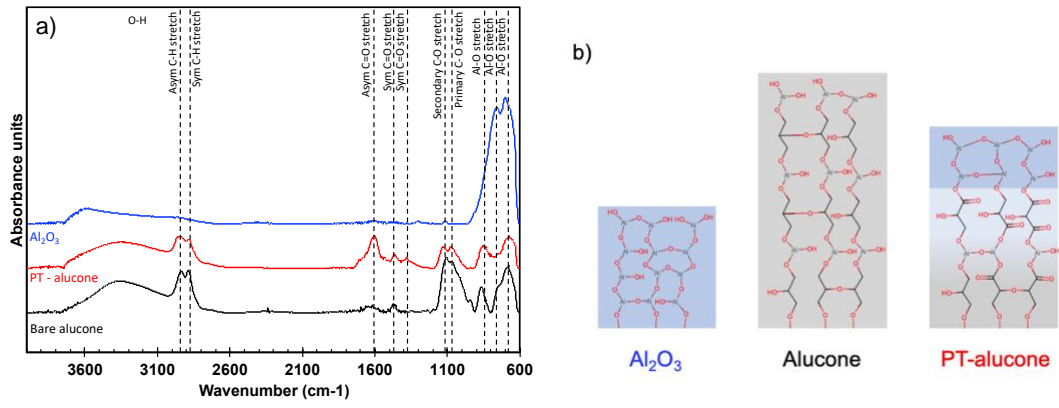 a)
O-H
Asym C-H stretch
Sym C-H stretch
Asym C=O stretch
Sym C=O stretch
Sym C=O stretch
Secondary C-O stretch
Primary C- O stretch
Al-O stretch
Al-O stretch
Al-O stretch
Absorbance units
Al2O3
PT - alucone
Bare alucone
3600
3100
2600
2100
1600
1100
600
Wavenumber (cm-1)
b)
Al2O3
Alucone
PT-alucone